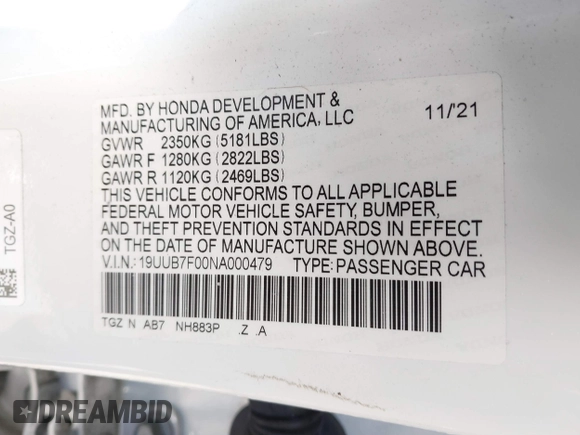 MFD. BY HONDA DEVELOPMENT &
MANUFACTURING OF AMERICA, LLC 11/'21
GVWR 2350KG (5181LBS)
GAWR F 1280KG (2822LBS)
GAWR R 1120KG (2469LBS)
THIS VEHICLE CONFORMS TO ALL APPLICABLE
FEDERAL MOTOR VEHICLE SAFETY, BUMPER,
AND THEFT PREVENTION STANDARDS IN EFFECT
ON THE DATE OF MANUFACTURE SHOWN ABOVE.
V.I.N.: 19UUB7F00NA000479 TYPE: PASSENGER CAR
TGZ N AB7 NH883P .Z .A
TGZ-A0
DREAMBID